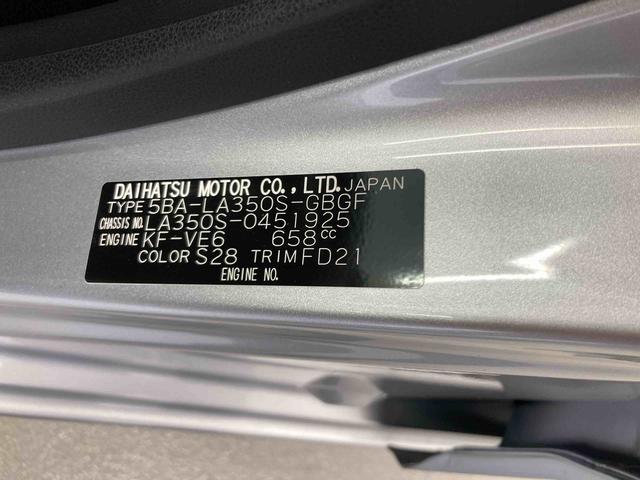 DAIHATSU MOTOR CO., LTD. JAPAN
TYPE 5BA-LA350S-GBGF
CHASSIS NO. LA350S-0451925
ENGINE KF-VE6 658cc
COLOR S28 TRIM FD21
ENGINE NO.